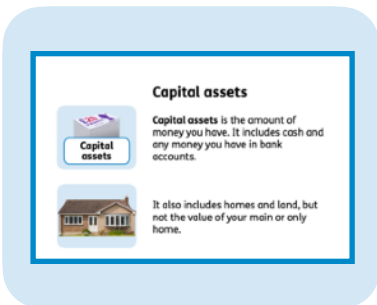 Capital assets
Capital assets is the amount of
money you have. It includes cash and
any money you have in bank
accounts.
Capital
assets
It also includes homes and land, but
not the value of your main or only
home.